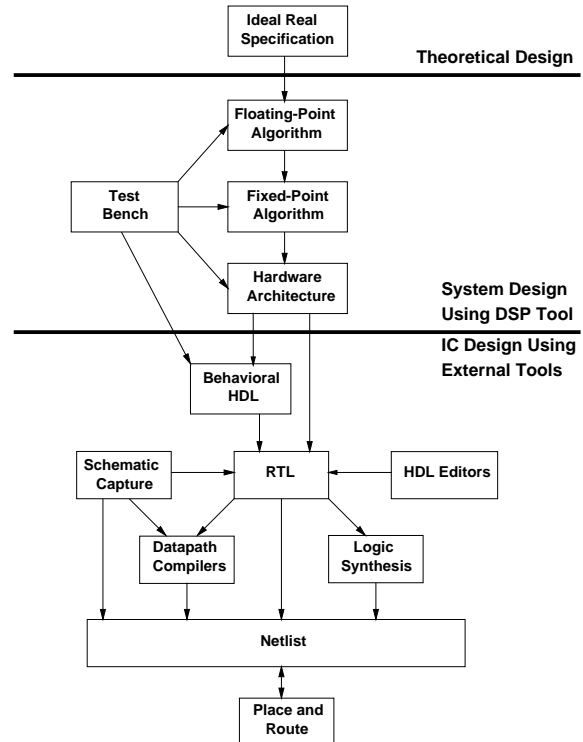 Ideal Real
Specification
Theoretical Design
Floating-Point
Algorithm
Test
Bench
Fixed-Point
Algorithm
Hardware
Architecture
System Design
Using DSP Tool
IC Design Using
External Tools
Behavioral
HDL
Schematic
Capture
RTL
HDL Editors
Datapath
Compilers
Logic
Synthesis
Netlist
Place and
Route